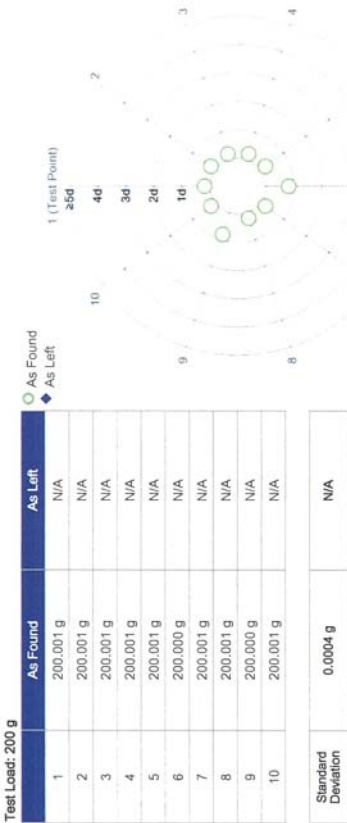 Test Load: 200 g
As Found As Left
1 200.001 g N/A
2 200.001 g N/A
3 200.001 g N/A
4 200.001 g N/A
5 200.001 g N/A
6 200.000 g N/A
7 200.001 g N/A
8 200.001 g N/A
9 200.000 g N/A
10 200.001 g N/A
Standard
Deviation 0.0004 g N/A
As Found
As Left
1 (Test Point)
≥5d
4d
3d
2d
1d
10
2
9
3
8
4